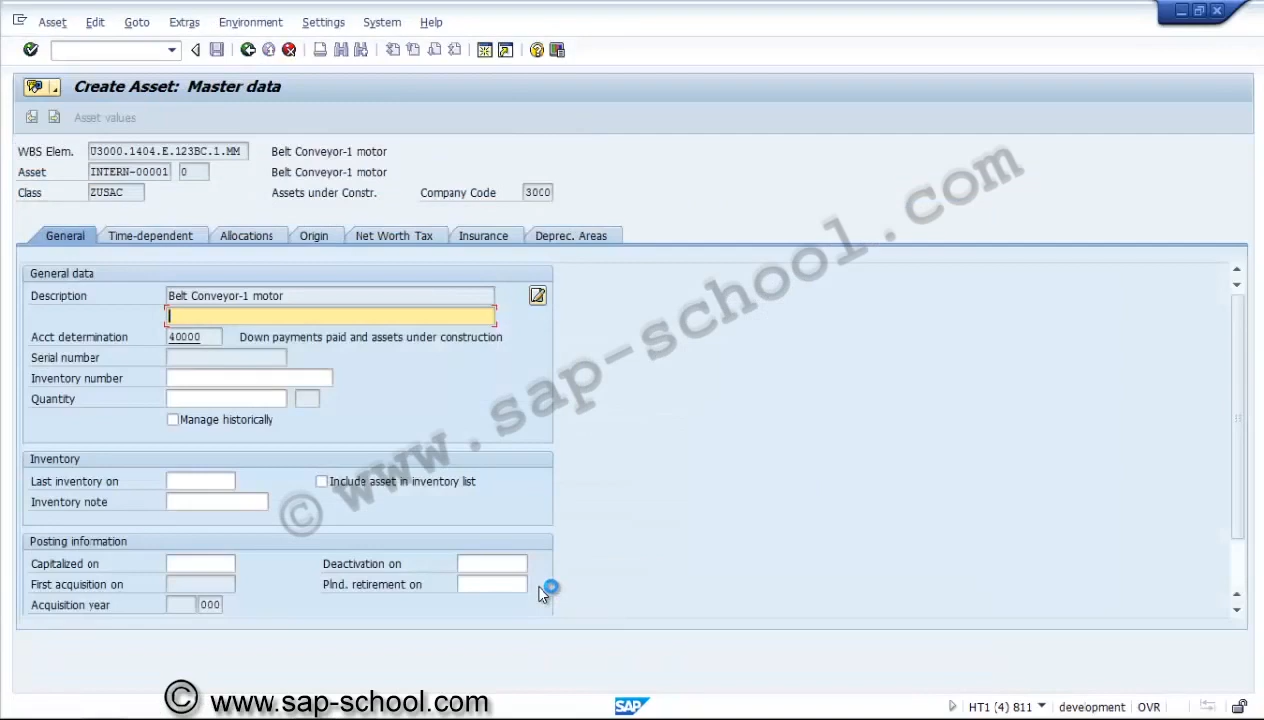 Asset Edit Goto Extras Environment Settings System Help
Create Asset: Master data
Asset values
WBS Elem. U3000.1404.E.123BC.1.MM Belt Conveyor-1 motor
Asset INTERN-00001 0 Belt Conveyor-1 motor
Class ZUSAC Assets under Constr. Company Code 3000
General Time-dependent Allocations Origin Net Worth Tax Insurance Deprec. Areas
General data
Description Belt Conveyor-1 motor
Acct determination 40000 Down payments paid and assets under construction
Serial number
Inventory number
Quantity
Manage historically
Inventory
Last inventory on Include asset in inventory list
Inventory note
Posting information
Capitalized on Deactivation on
First acquisition on Plnd. retirement on
Acquisition year 000
© www.sap-school.com
© www.sap-school.com
SAP HT1 (4) 811 development OVR